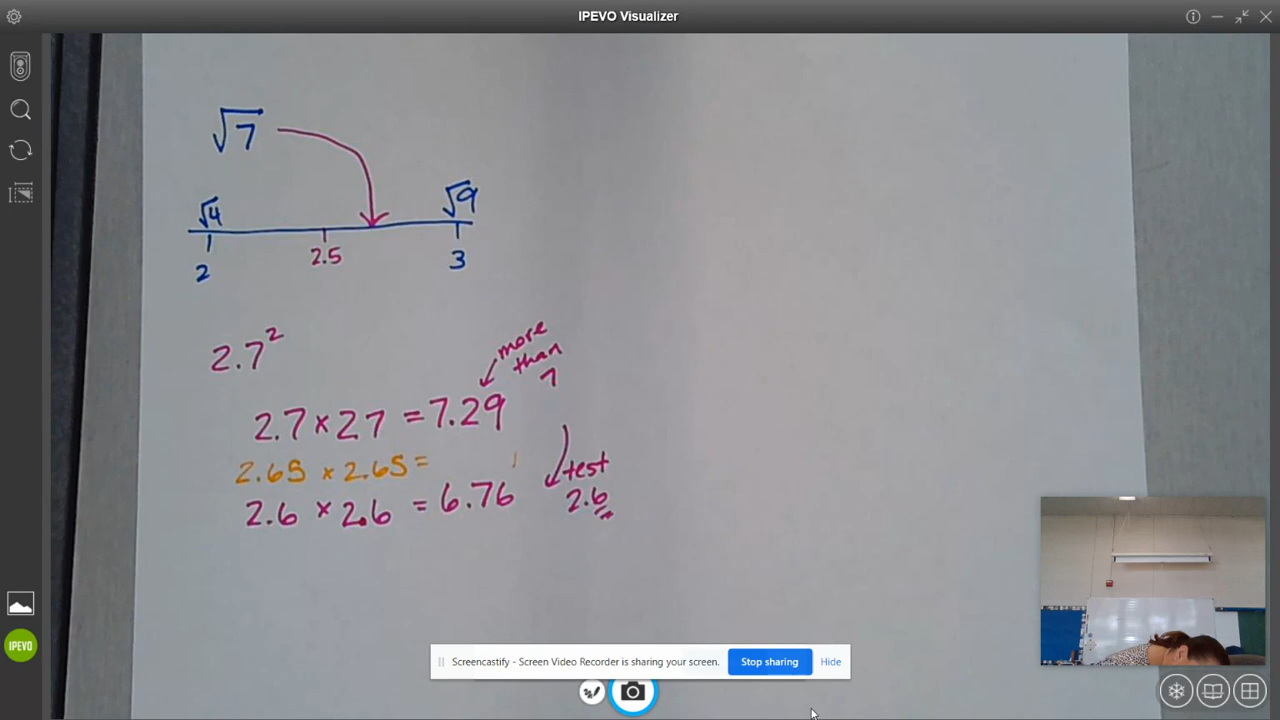 IPEVO Visualizer
√7
√4
√9
2
2.5
3
2.7²
more
than
7
2.7 × 27 = 7.29
2.65 × 2.65 =
test
2.6
2.6 × 2.6 = 6.76
Screencastify - Screen Video Recorder is sharing your screen.
Stop sharing
Hide
IPEVO